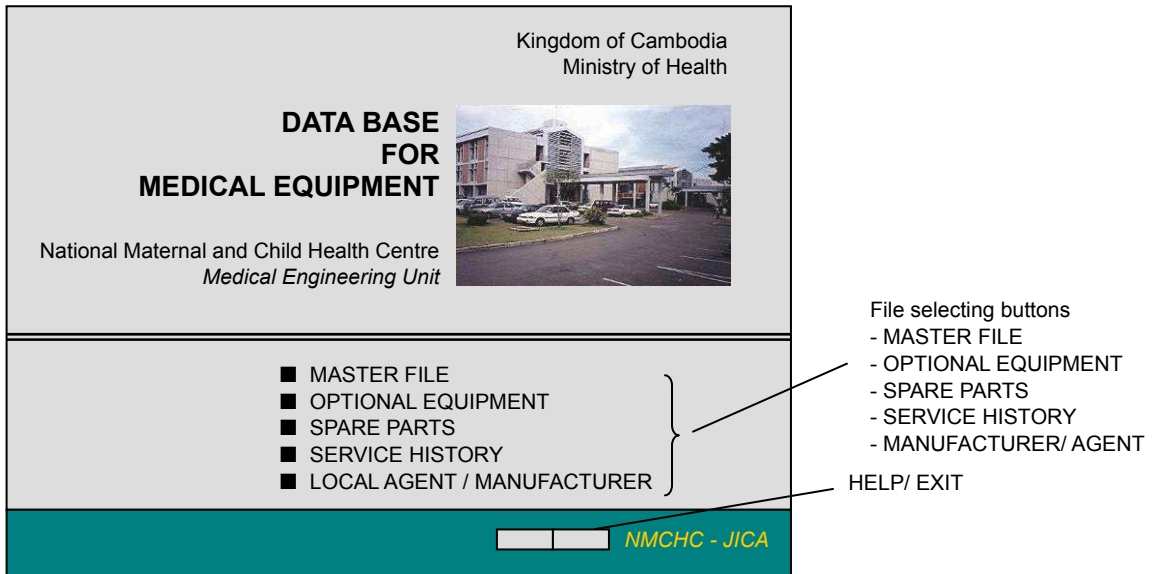 Kingdom of Cambodia
Ministry of Health
DATA BASE
FOR
MEDICAL EQUIPMENT
National Maternal and Child Health Centre
Medical Engineering Unit
■ MASTER FILE
■ OPTIONAL EQUIPMENT
■ SPARE PARTS
■ SERVICE HISTORY
■ LOCAL AGENT / MANUFACTURER
NMCHC - JICA
File selecting buttons
- MASTER FILE
- OPTIONAL EQUIPMENT
- SPARE PARTS
- SERVICE HISTORY
- MANUFACTURER/ AGENT
HELP/ EXIT